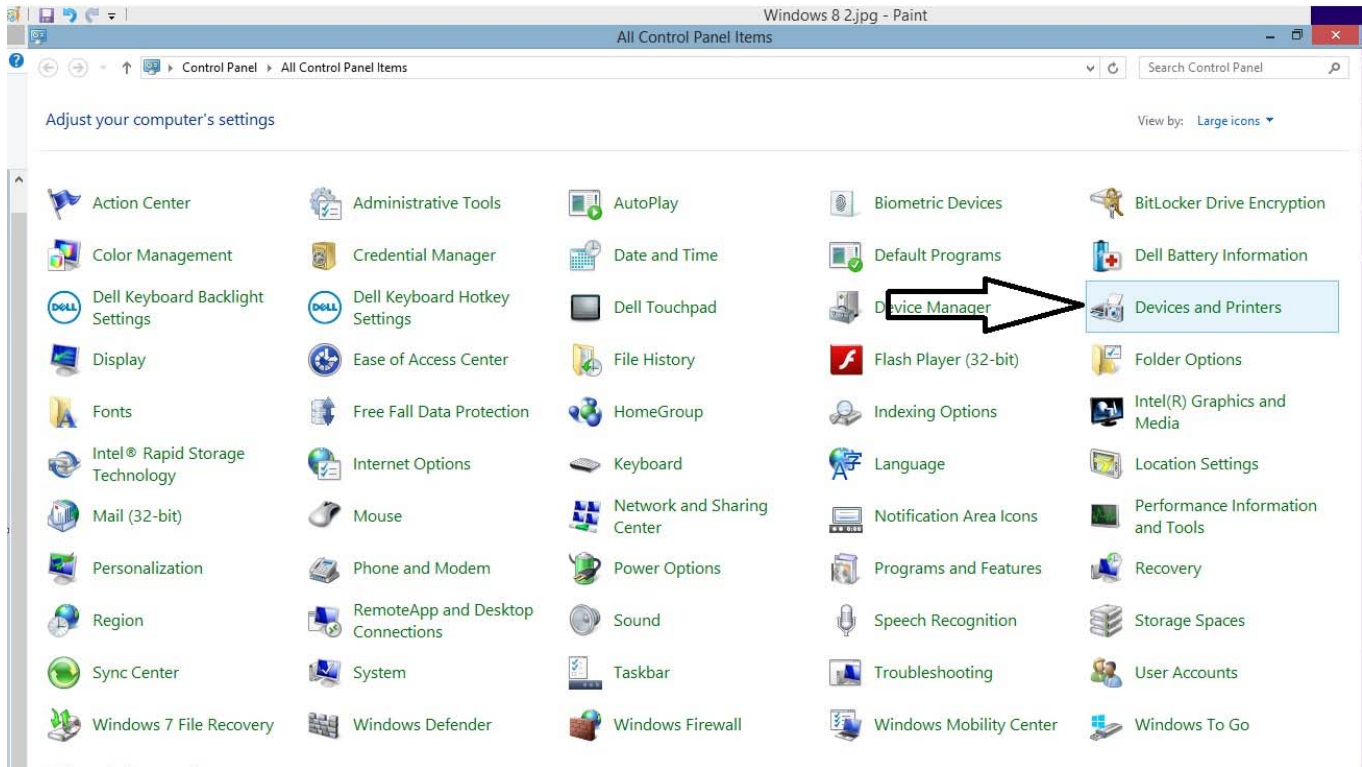 Windows 8 2.jpg - Paint
All Control Panel Items
Control Panel All Control Panel Items
Search Control Panel
Adjust your computer's settings
View by: Large icons
Action Center
Administrative Tools
AutoPlay
Biometric Devices
BitLocker Drive Encryption
Color Management
Credential Manager
Date and Time
Default Programs
Dell Battery Information
DELL
Dell Keyboard Backlight
Settings
DELL
Dell Keyboard Hotkey
Settings
Dell Touchpad
Device Manager
Devices and Printers
Display
Ease of Access Center
File History
Flash Player (32-bit)
Folder Options
Fonts
Free Fall Data Protection
HomeGroup
Indexing Options
Intel(R) Graphics and
Media
Intel® Rapid Storage
Technology
Internet Options
Keyboard
Language
Location Settings
Mail (32-bit)
Mouse
Network and Sharing
Center
Notification Area Icons
Performance Information
and Tools
Personalization
Phone and Modem
Power Options
Programs and Features
Recovery
Region
RemoteApp and Desktop
Connections
Sound
Speech Recognition
Storage Spaces
Sync Center
System
Taskbar
Troubleshooting
User Accounts
Windows 7 File Recovery
Windows Defender
Windows Firewall
Windows Mobility Center
Windows To Go